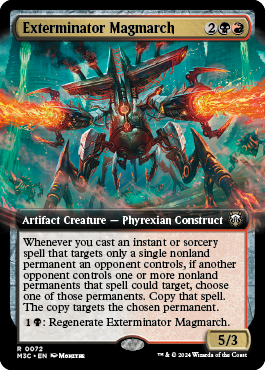 Exterminator Magmarch 2
Artifact Creature — Phyrexian Construct
Whenever you cast an instant or sorcery
spell that targets only a single nonland
permanent an opponent controls, if another
opponent controls one or more nonland
permanents that spell could target, choose
one of those permanents. Copy that spell.
The copy targets the chosen permanent.
1 : Regenerate Exterminator Magmarch.
5/3
R 0072
M3C • EN Monztre
™ & © 2024 Wizards of the Coast